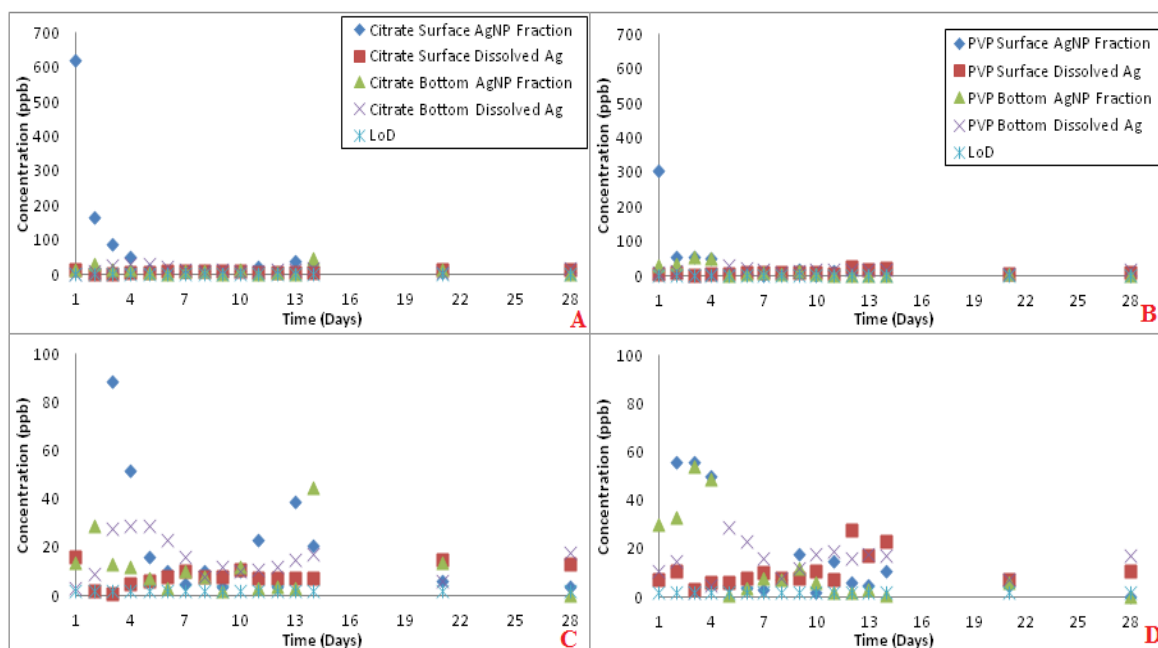 Concentration (ppb)
700
600
500
400
300
200
100
0
Citrate Surface AgNP Fraction
Citrate Surface Dissolved Ag
Citrate Bottom AgNP Fraction
Citrate Bottom Dissolved Ag
LoD
1 4 7 10 13 16 19 22 25 28
Time (Days)
A
Concentration (ppb)
700
600
500
400
300
200
100
0
PVP Surface AgNP Fraction
PVP Surface Dissolved Ag
PVP Bottom AgNP Fraction
PVP Bottom Dissolved Ag
LoD
1 4 7 10 13 16 19 22 25 28
Time (Days)
B
Concentration (ppb)
100
80
60
40
20
0
1 4 7 10 13 16 19 22 25 28
Time (Days)
C
Concentration (ppb)
100
80
60
40
20
0
1 4 7 10 13 16 19 22 25 28
Time (Days)
D